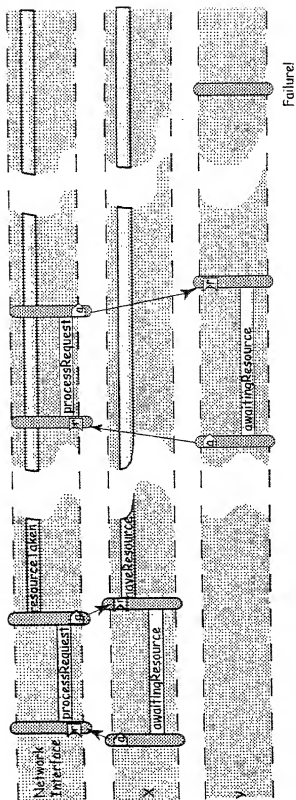 Network
Interface
processRequest
resourceTaken
processRequest
X
awaitingResource
haveResource
Y
awaitingResource
Failure!